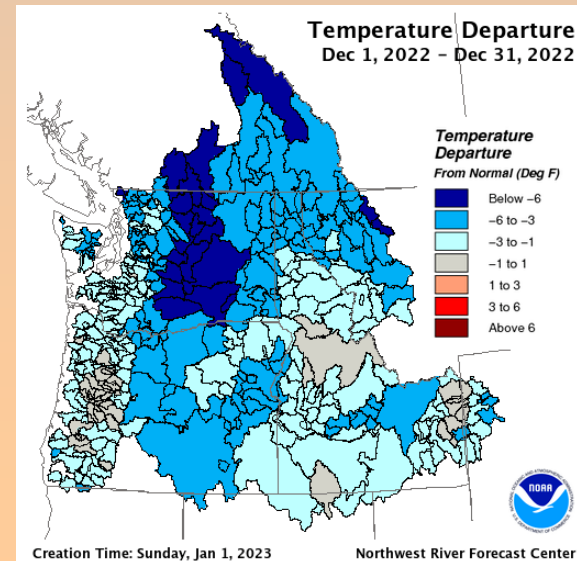 Temperature Departure
Dec 1, 2022 - Dec 31, 2022
Temperature
Departure
From Normal (Deg F)
Below -6
-6 to -3
-3 to -1
-1 to 1
1 to 3
3 to 6
Above 6
NOAA
Creation Time: Sunday, Jan 1, 2023
Northwest River Forecast Center